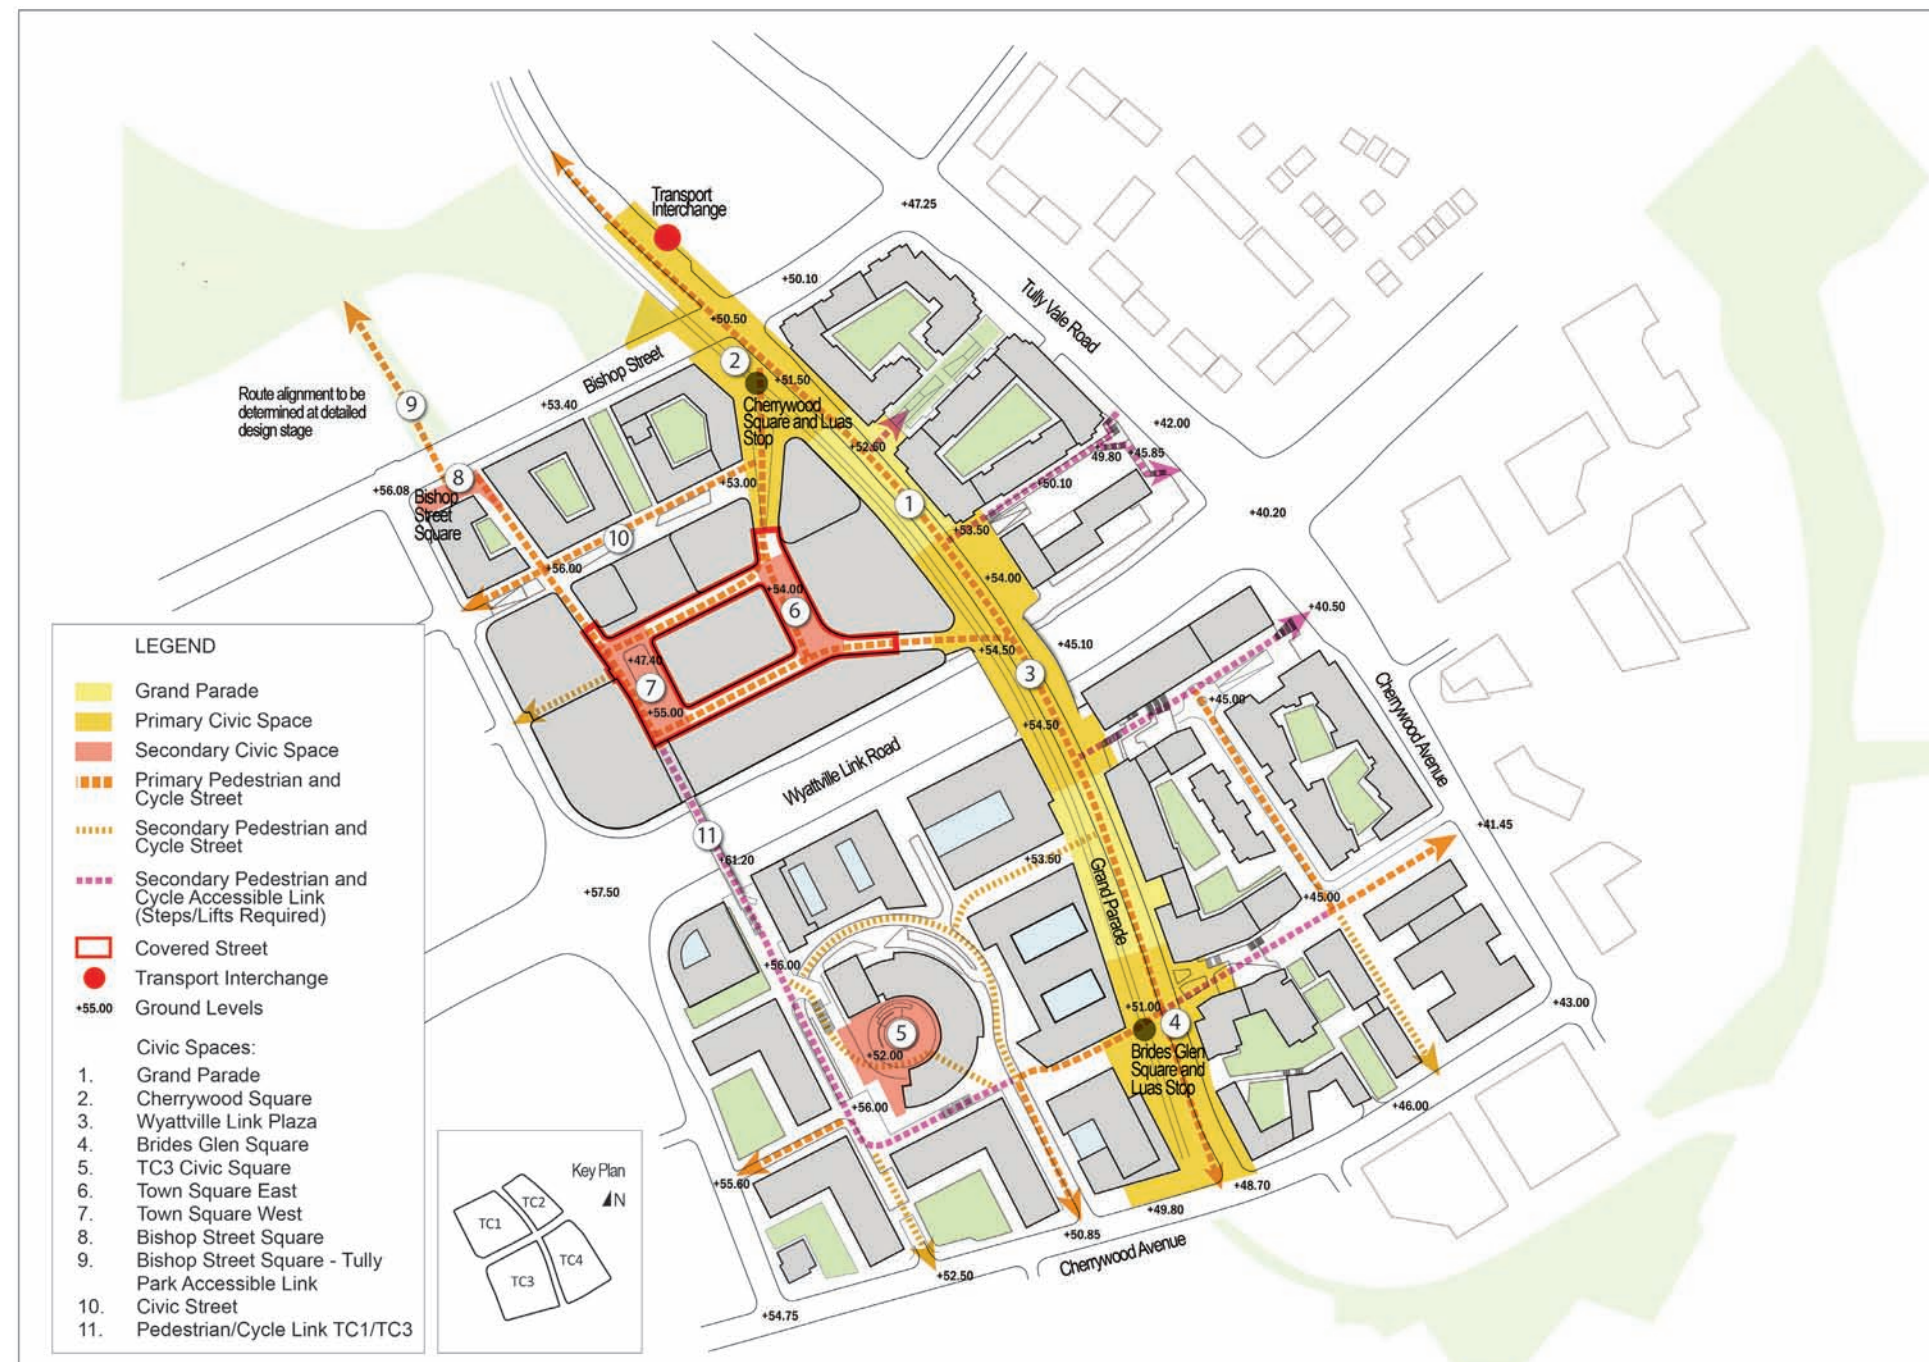 Transport
Interchange
+47.25
+50.10
Tully Vale Road
+50.50
2
Bishop Street
+51.50
Cherrywood
Square and Luas
Stop
Route alignment to be
determined at detailed
design stage
9
+53.40
+52.60
+42.00
49.80
+45.85
8
+56.08
Bishop
Street
Square
+53.00
+50.10
1
+40.20
10
+53.50
+56.00
+54.00
+54.00
6
+40.50
+45.10
+54.50
+47.40
3
7
+55.00
+54.50
+45.00
Cherrywood Avenue
Wyattville Link Road
11
+61.20
+57.50
+53.50
+41.45
Grand Parade
+45.00
+56.00
+51.00
4
5
+52.00
+43.00
Brides Glen
Square and
Luas Stop
+56.00
+46.00
+55.60
+48.70
+49.80
+50.85
Cherrywood Avenue
+52.50
+54.75
LEGEND
Grand Parade
Primary Civic Space
Secondary Civic Space
Primary Pedestrian and
Cycle Street
Secondary Pedestrian and
Cycle Street
Secondary Pedestrian and
Cycle Accessible Link
(Steps/Lifts Required)
Covered Street
Transport Interchange
+55.00 Ground Levels
Civic Spaces:
1. Grand Parade
2. Cherrywood Square
3. Wyattville Link Plaza
4. Brides Glen Square
5. TC3 Civic Square
6. Town Square East
7. Town Square West
8. Bishop Street Square
9. Bishop Street Square - Tully
Park Accessible Link
10. Civic Street
11. Pedestrian/Cycle Link TC1/TC3
Key Plan
N
TC1
TC2
TC3
TC4